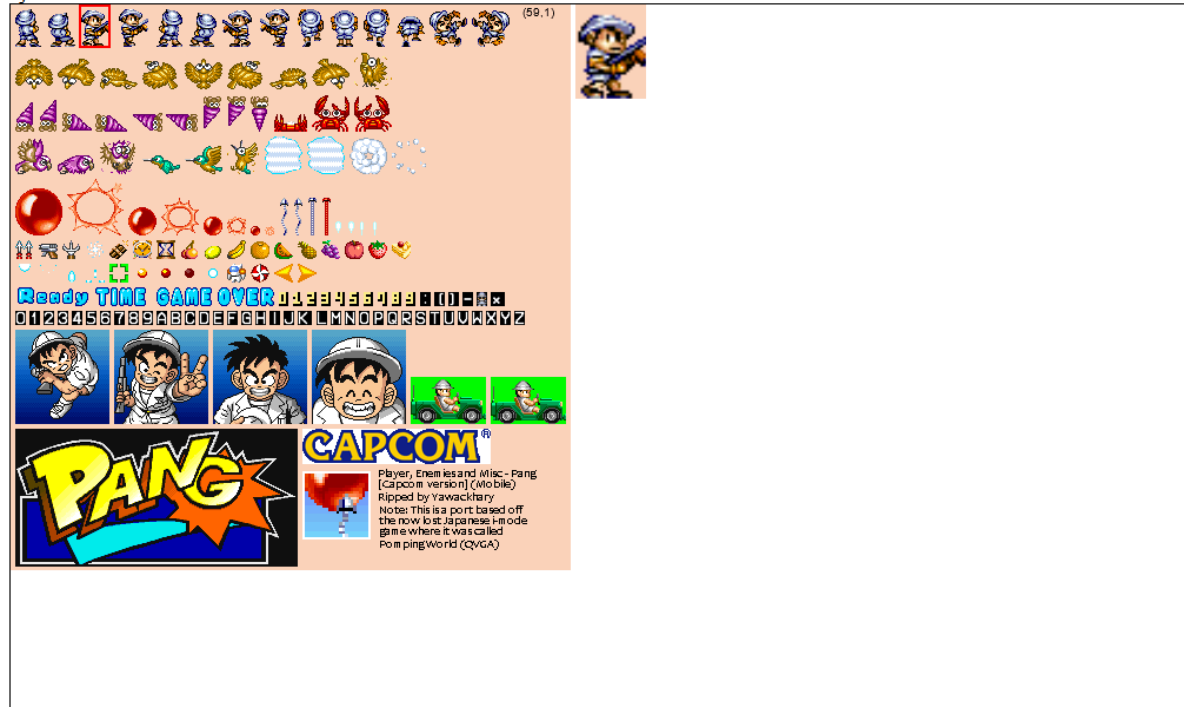 (59,1)
Ready TIME GAME OVER 0123456789 : ( ) - x
0123456789ABCDEFGHIJKLMNOPQRSTUVWXYZ
PANG
CAPCOM®
Player, Enemies and Misc - Pang
[Capcom version] (Mobile)
Ripped by Yawackhary
Note: This is a port based off
the now lost Japanese i-mode
game where it was called
Pomping World (QVGA)